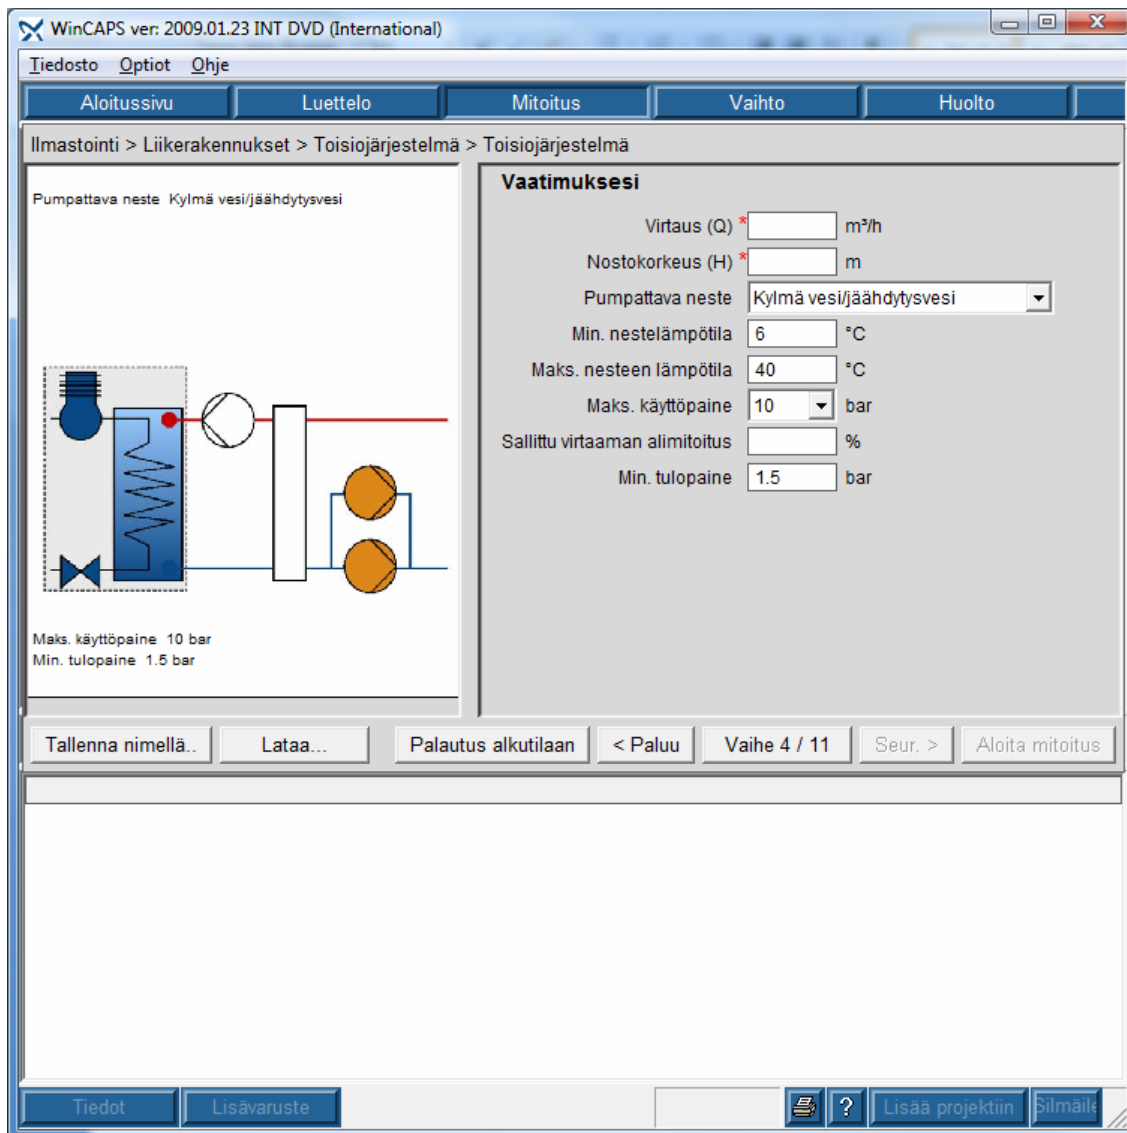 WinCAPS ver: 2009.01.23 INT DVD (International)
Tiedosto Optiot Ohje
Aloitussivu Luettelo Mitoitus Vaihto Huolto
Ilmastointi > Liikerakennukset > Toisiojärjestelmä > Toisiojärjestelmä
Pumpattava neste Kylmä vesi/jäähdytysvesi
Maks. käyttöpaine 10 bar
Min. tulopaine 1.5 bar
Vaatimuksesi
Virtaus (Q) * m³/h
Nostokorkeus (H) * m
Pumpattava neste Kylmä vesi/jäähdytysvesi
Min. nestelämpötila 6 °C
Maks. nesteen lämpötila 40 °C
Maks. käyttöpaine 10 bar
Sallittu virtaaman alimitoitus %
Min. tulopaine 1.5 bar
Tallenna nimellä.. Lataa... Palautus alkutilaan < Paluu Vaihe 4 / 11 Seur. > Aloita mitoitus
Tiedot Lisävaruste ? Lisää projektiin